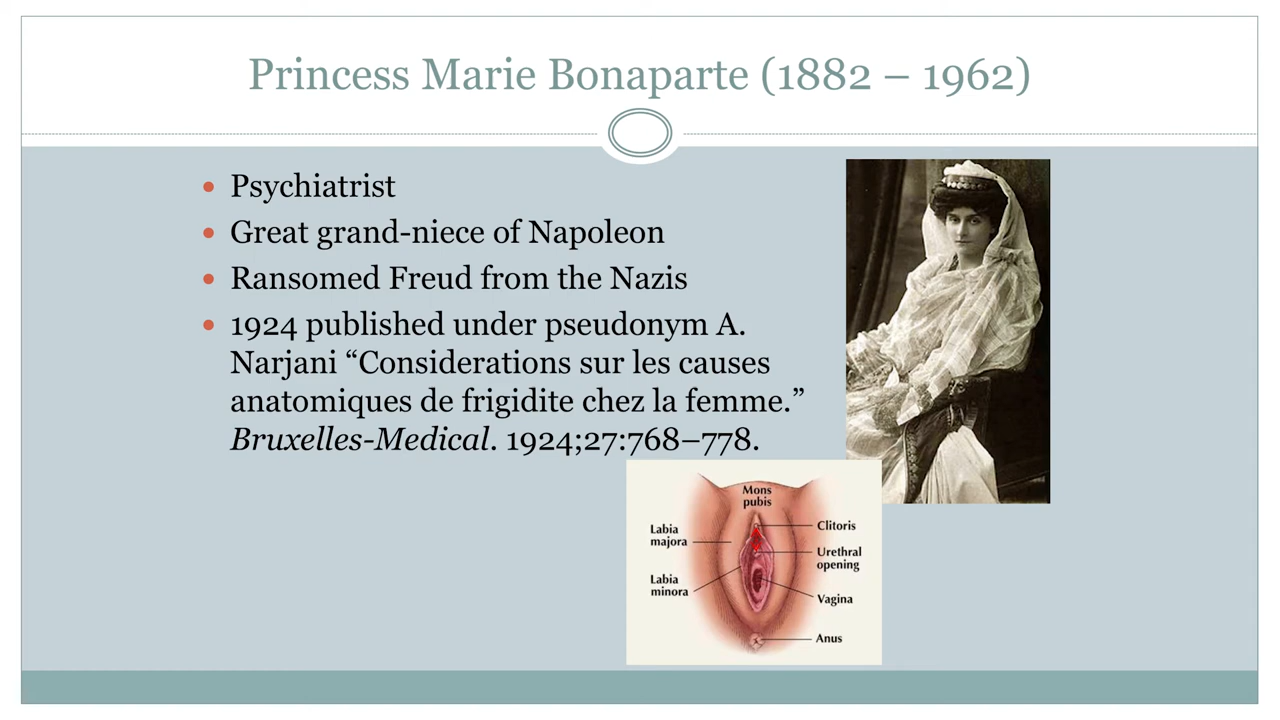 Princess Marie Bonaparte (1882 – 1962)
• Psychiatrist
• Great grand-niece of Napoleon
• Ransomed Freud from the Nazis
• 1924 published under pseudonym A.
Narjani “Considerations sur les causes
anatomiques de frigidite chez la femme.”
Bruxelles-Medical. 1924;27:768–778.
Mons
pubis
Labia
majora
Clitoris
Urethral
opening
Labia
minora
Vagina
Anus